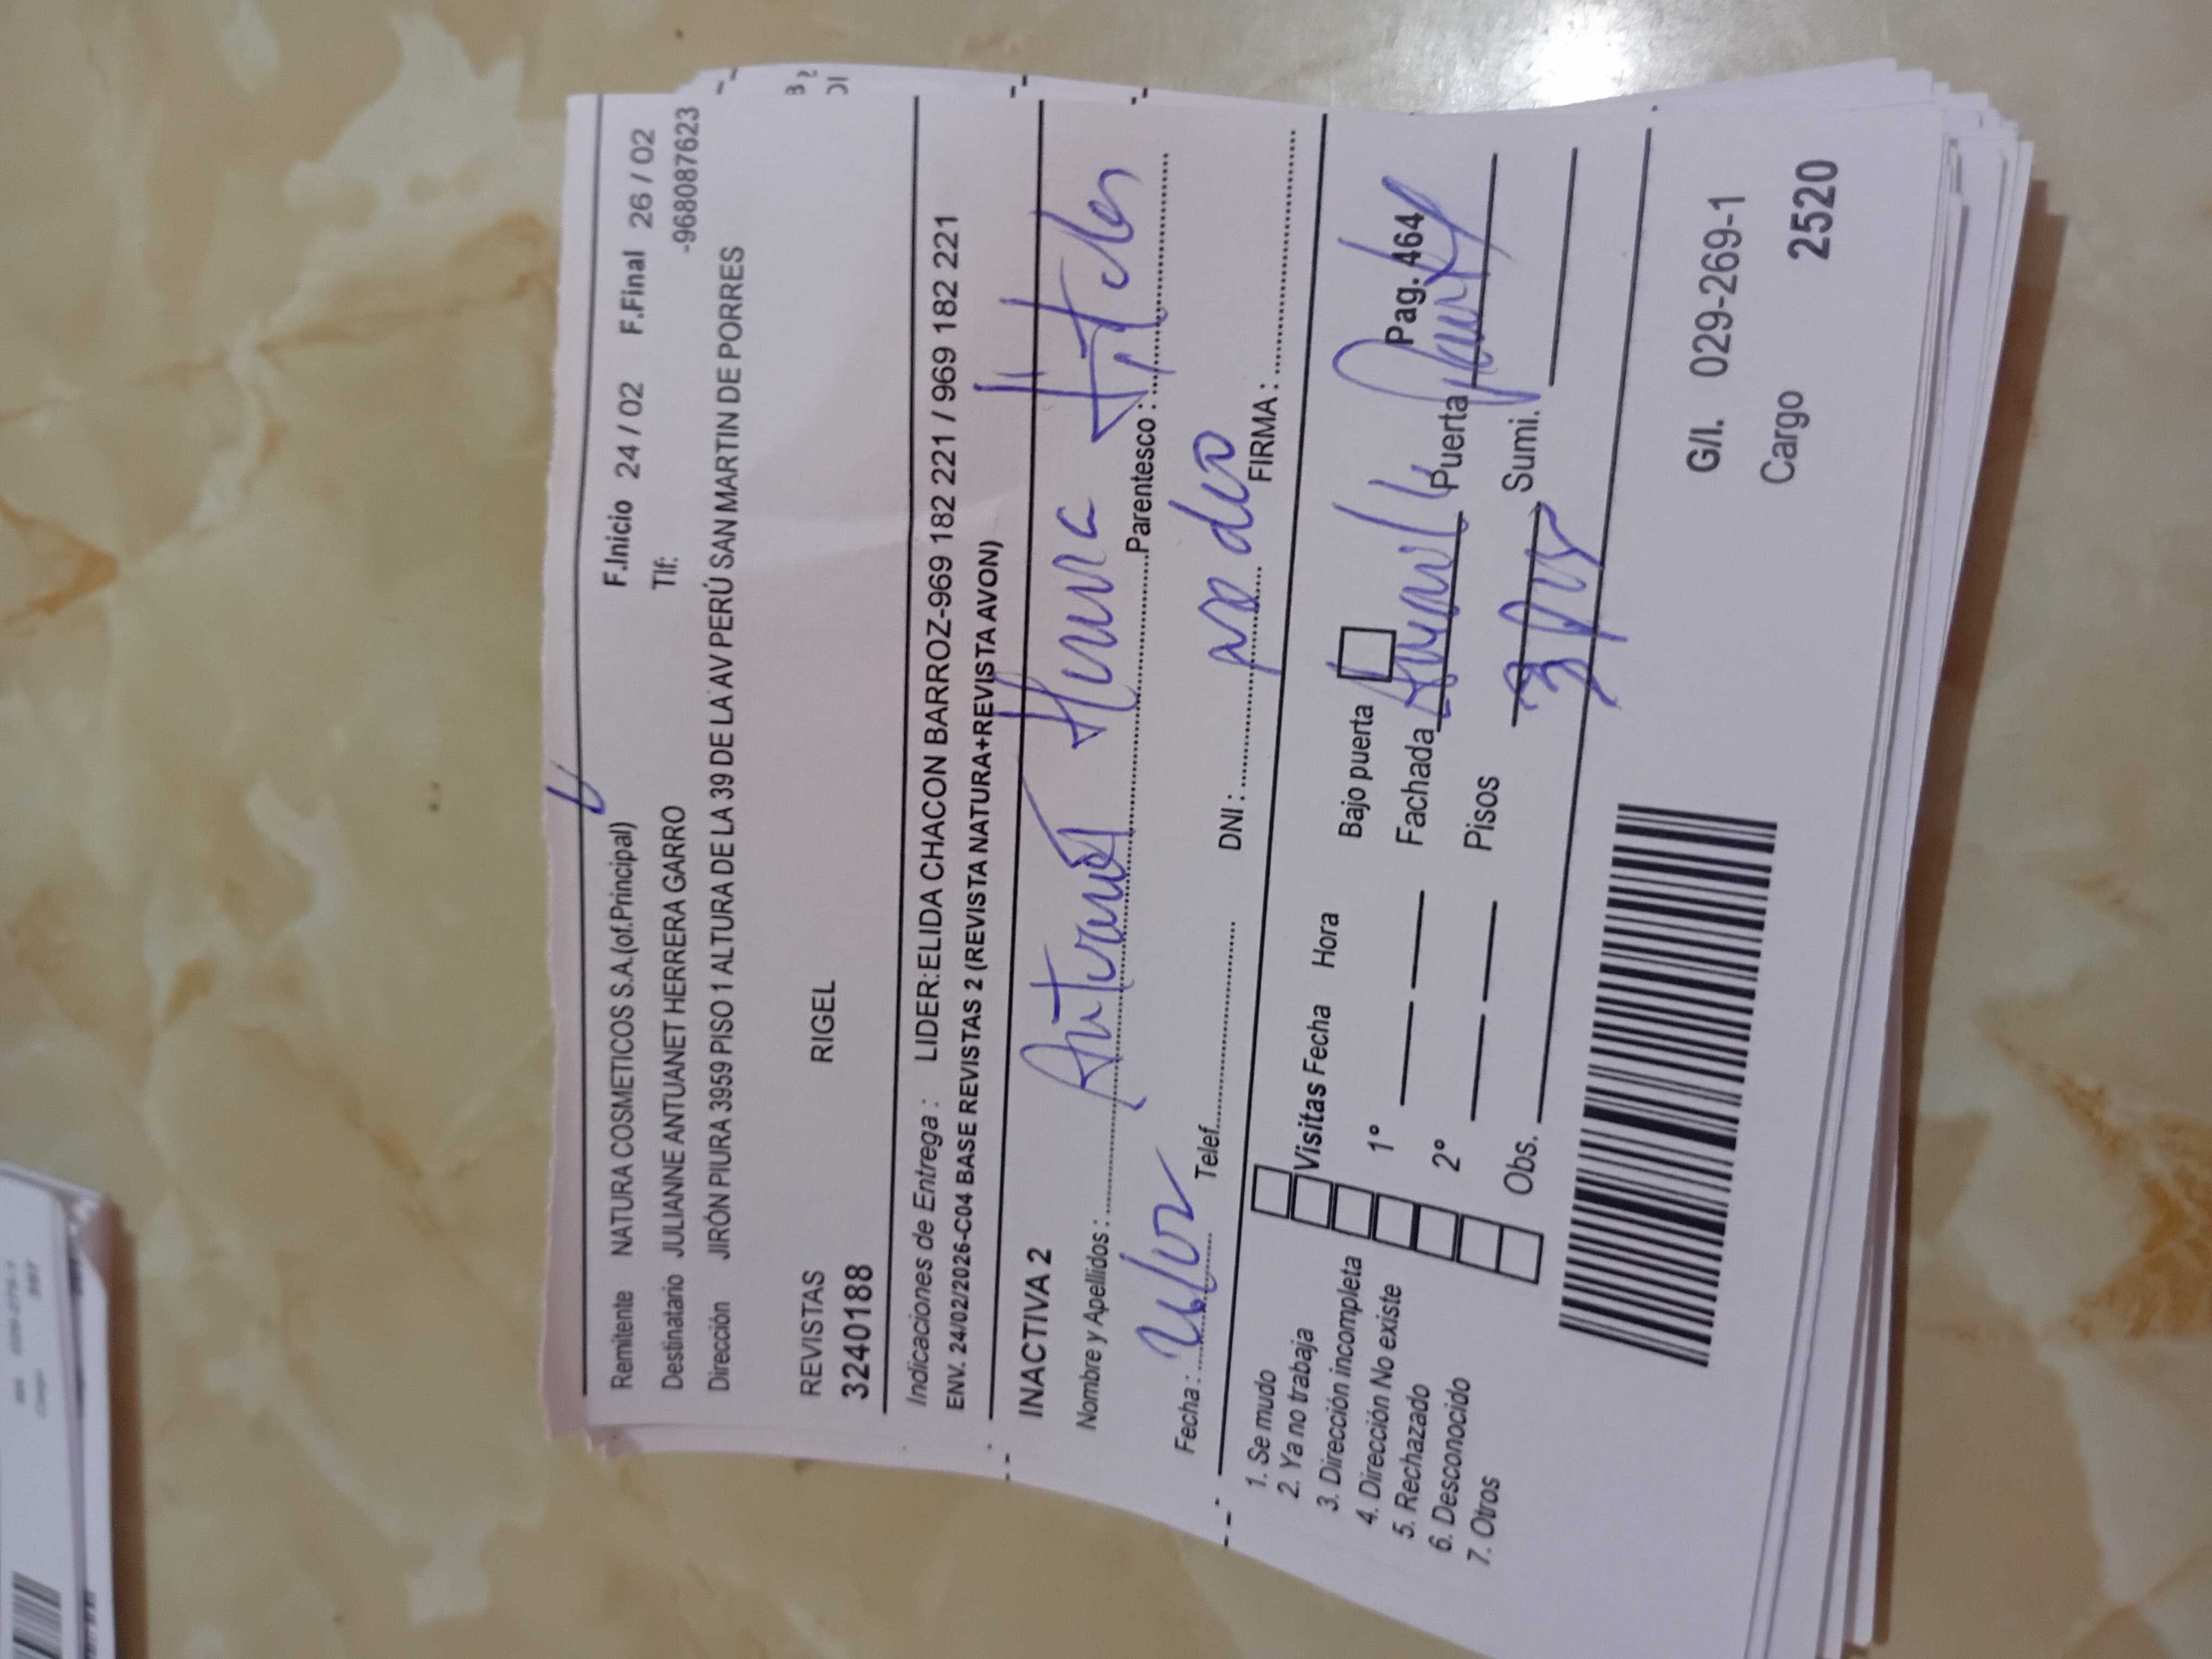 Remitente NATURA COSMETICOS S.A.(of.Principal) F.Inicio 24 / 02 F.Final 26 / 02
Destinatario JULIANNE ANTUANET HERRERA GARRO Tlf: -968087623
Dirección JIRÓN PIURA 3959 PISO 1 ALTURA DE LA 39 DE LA AV PERÚ SAN MARTIN DE PORRES
REVISTAS RIGEL
3240188
Indicaciones de Entrega : LIDER:ELIDA CHACON BARROZ-969 182 221 / 969 182 221
ENV. 24/02/2026-C04 BASE REVISTAS 2 (REVISTA NATURA+REVISTA AVON)
INACTIVA 2
Nombre y Apellidos : Parentesco :
Fecha : Telef. DNI : no dio FIRMA :
1. Se mudo
2. Ya no trabaja
3. Dirección incompleta
4. Dirección No existe
5. Rechazado
6. Desconocido
7. Otros
Visitas Fecha Hora
1°
2°
Obs.
Bajo puerta Pag. 464
Fachada Puerta
Pisos Sumi.
G/I. 029-269-1
Cargo 2520